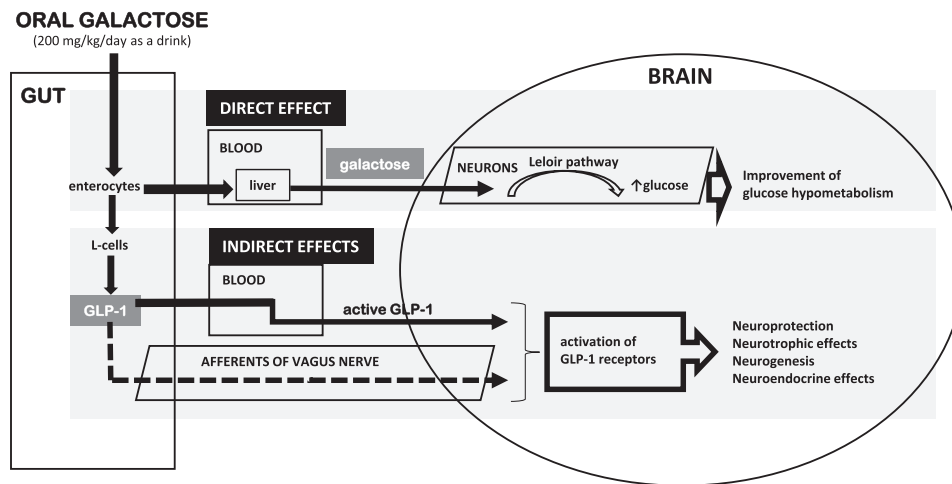 ORAL GALACTOSE
(200 mg/kg/day as a drink)
GUT
BRAIN
DIRECT EFFECT
BLOOD
galactose
enterocytes
liver
NEURONS
Leloir pathway
↑glucose
Improvement of
glucose hypometabolism
L-cells
INDIRECT EFFECTS
BLOOD
GLP-1
active GLP-1
AFFERENTS OF VAGUS NERVE
activation of
GLP-1 receptors
Neuroprotection
Neurotrophic effects
Neurogenesis
Neuroendocrine effects